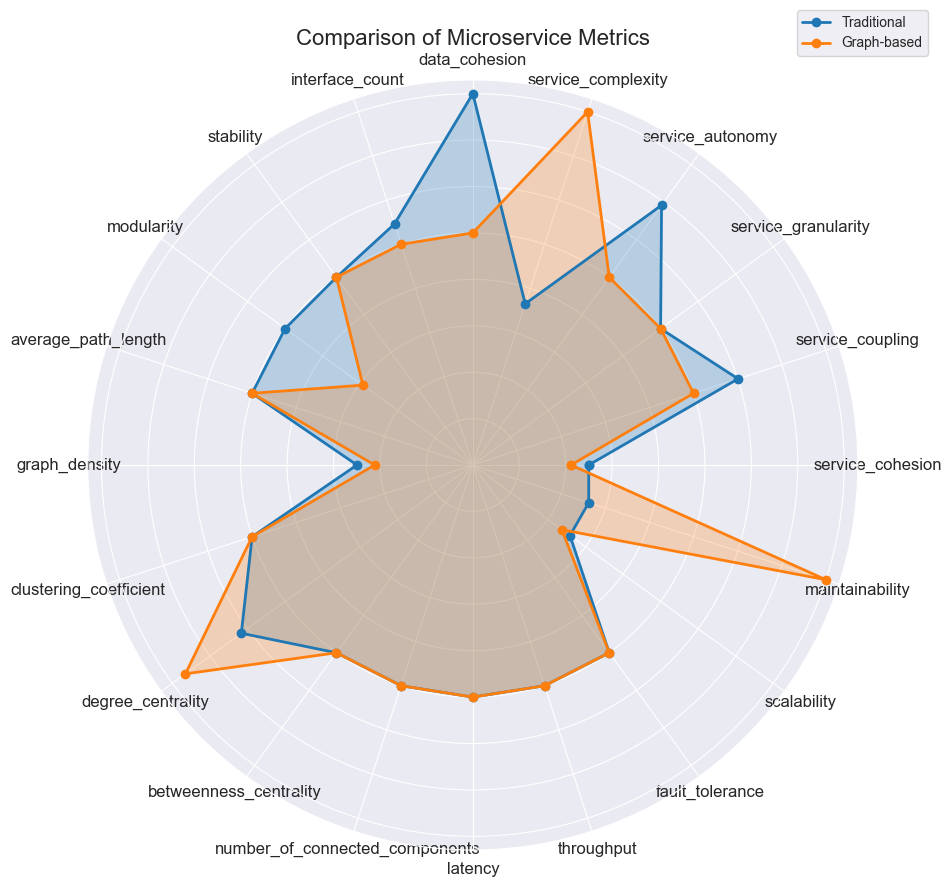 Traditional
Graph-based
Comparison of Microservice Metrics
data_cohesion
interface_count
service_complexity
stability
service_autonomy
modularity
service_granularity
average_path_length
service_coupling
graph_density
service_cohesion
clustering_coefficient
maintainability
degree_centrality
scalability
betweenness_centrality
fault_tolerance
number_of_connected_components
throughput
latency